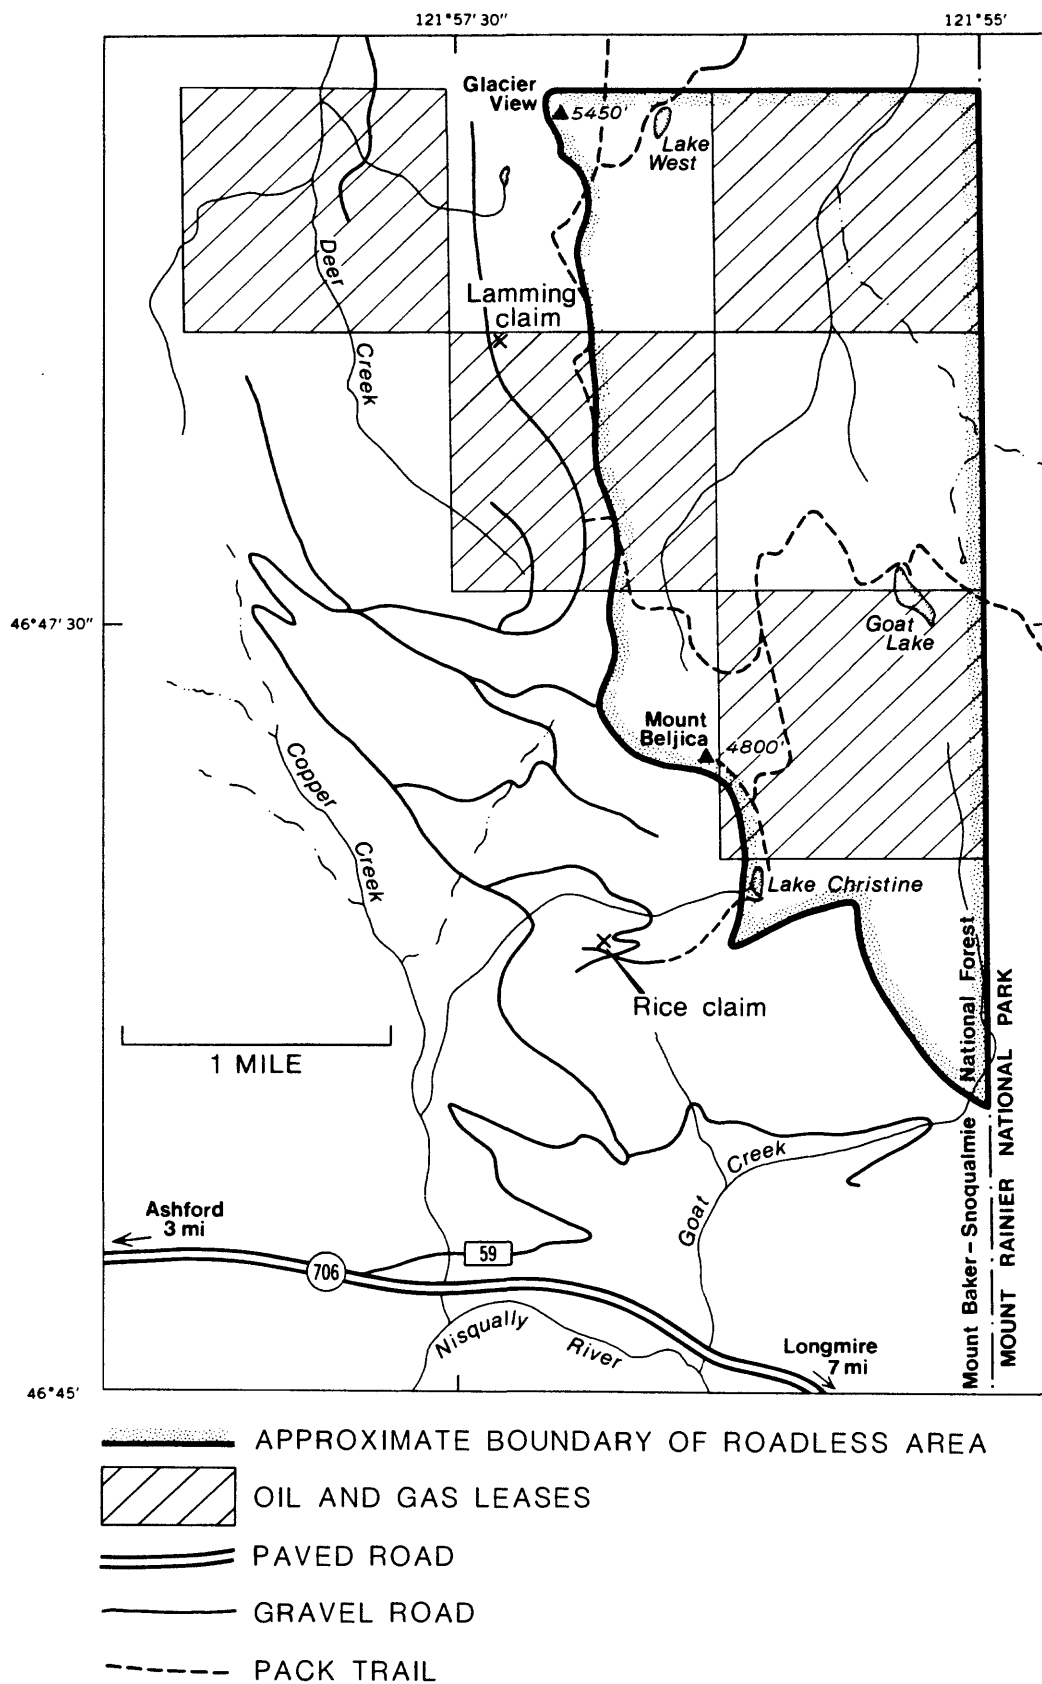 121°57'30"
121°55'
Glacier
View
5450'
Lake
West
Deer
Creek
Lamming
claim
46°47'30"
Goat
Lake
Mount
Beljica
4800'
Copper
Creek
Lake Christine
Rice claim
1 MILE
Mount Baker-Snoqualmie National Forest
MOUNT RAINIER NATIONAL PARK
Creek
Goat
Ashford
3 mi
59
706
Nisqually
River
Longmire
7 mi
46°45'
APPROXIMATE BOUNDARY OF ROADLESS AREA
OIL AND GAS LEASES
PAVED ROAD
GRAVEL ROAD
PACK TRAIL